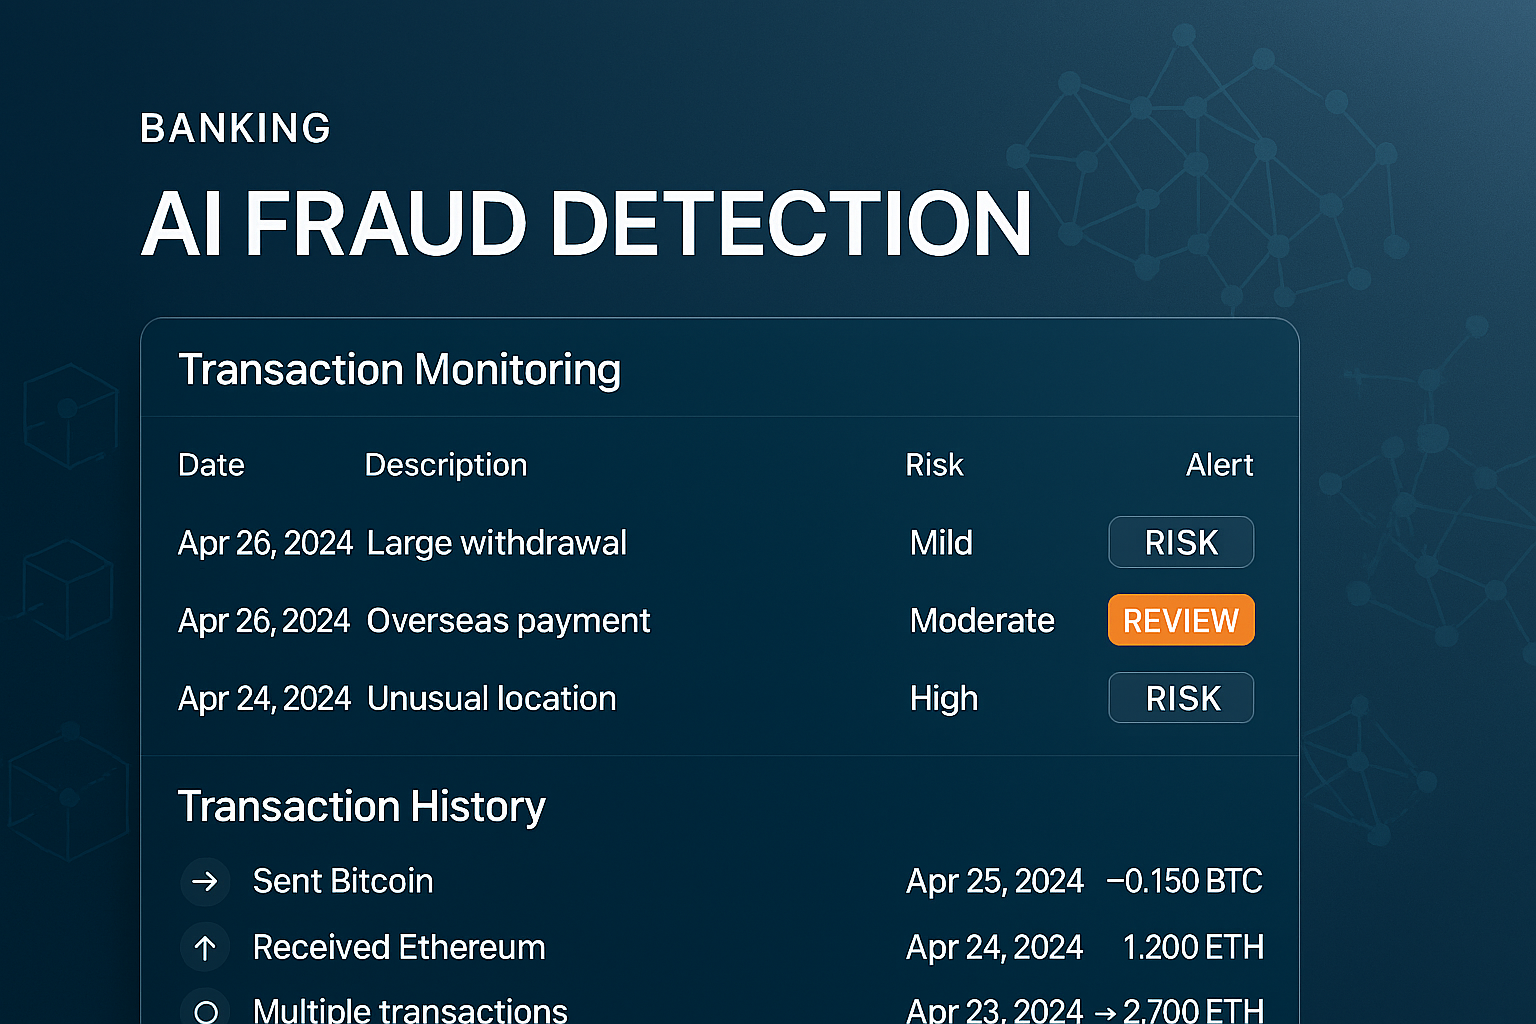 BANKING
AI FRAUD DETECTION
Transaction Monitoring
Date Description Risk Alert
Apr 26, 2024 Large withdrawal Mild RISK
Apr 26, 2024 Overseas payment Moderate REVIEW
Apr 24, 2024 Unusual location High RISK
Transaction History
→ Sent Bitcoin Apr 25, 2024 −0.150 BTC
↑ Received Ethereum Apr 24, 2024 1.200 ETH
○ Multiple transactions Apr 23, 2024 → 2,700 ETH